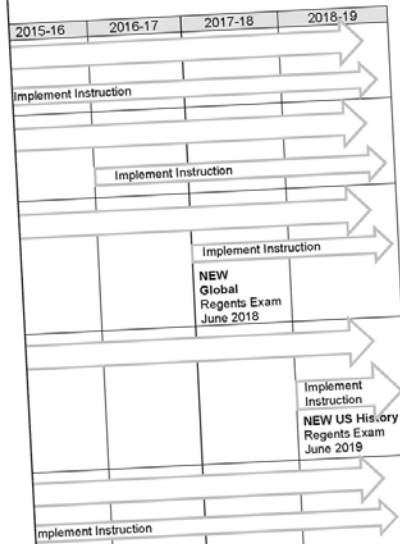 2015-16 2016-17 2017-18 2018-19
Implement Instruction
Implement Instruction
Implement Instruction
NEW
Global
Regents Exam
June 2018
Implement
Instruction
NEW US History
Regents Exam
June 2019
mplement Instruction